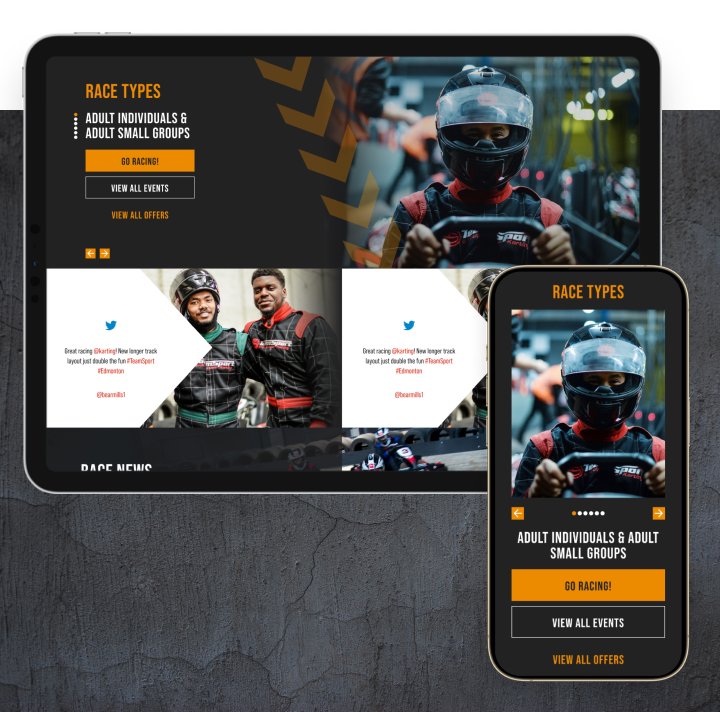 RACE TYPES
ADULT INDIVIDUALS &
ADULT SMALL GROUPS
GO RACING!
VIEW ALL EVENTS
VIEW ALL OFFERS
Great racing @karting! New longer track
layout just double the fun #TeamSport
#Edmonton
@bearmills1
Great racing @karting! New longer track
layout just double the fun #TeamSport
#Edmonton
@bearmills1
RACE NEWS
RACE TYPES
ADULT INDIVIDUALS & ADULT
SMALL GROUPS
GO RACING!
VIEW ALL EVENTS
VIEW ALL OFFERS